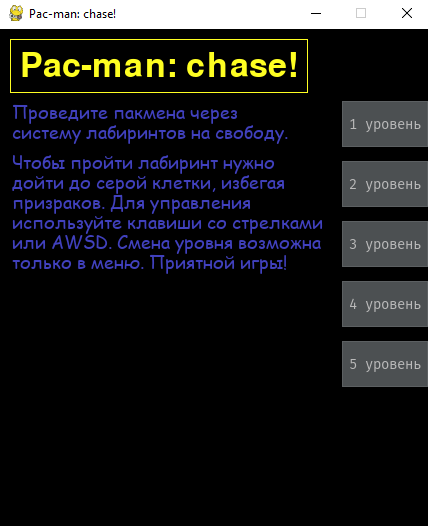 Pac-man: chase!
Pac-man: chase!
Проведите пакмена через
систему лабиринтов на свободу.
Чтобы пройти лабиринт нужно
дойти до серой клетки, избегая
призраков. Для управления
используйте клавиши со стрелками
или AWSD. Смена уровня возможна
только в меню. Приятной игры!
1 уровень
2 уровень
3 уровень
4 уровень
5 уровень